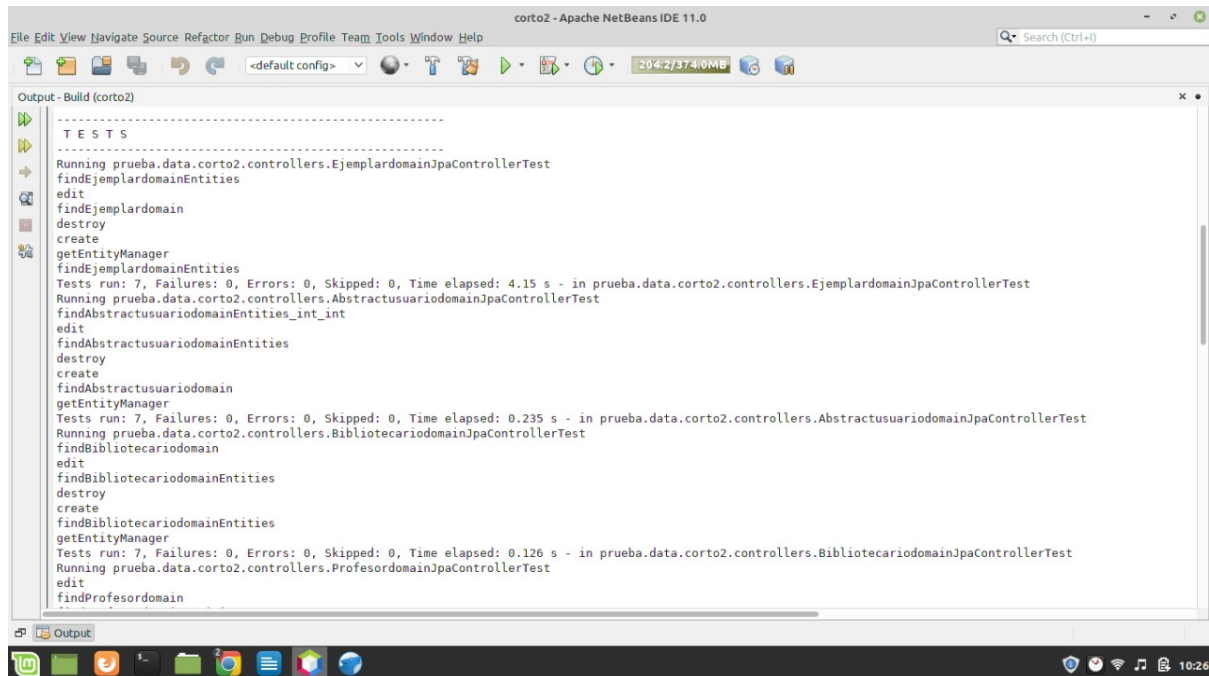 corto2 - Apache NetBeans IDE 11.0
File Edit View Navigate Source Refactor Run Debug Profile Team Tools Window Help
Search (Ctrl+I)
<default config>
204.2/374.0MB
Output - Build (corto2)
-------------------------------------------------------
T E S T S
-------------------------------------------------------
Running prueba.data.corto2.controllers.EjemplardomainJpaControllerTest
findEjemplardomainEntities
edit
findEjemplardomain
destroy
create
getEntityManager
findEjemplardomainEntities
Tests run: 7, Failures: 0, Errors: 0, Skipped: 0, Time elapsed: 4.15 s - in prueba.data.corto2.controllers.EjemplardomainJpaControllerTest
Running prueba.data.corto2.controllers.AbstractusuariodomainJpaControllerTest
findAbstractusuariodomainEntities_int_int
edit
findAbstractusuariodomainEntities
destroy
create
findAbstractusuariodomain
getEntityManager
Tests run: 7, Failures: 0, Errors: 0, Skipped: 0, Time elapsed: 0.235 s - in prueba.data.corto2.controllers.AbstractusuariodomainJpaControllerTest
Running prueba.data.corto2.controllers.BibliotecariodomainJpaControllerTest
findBibliotecariodomain
edit
findBibliotecariodomainEntities
destroy
create
findBibliotecariodomainEntities
getEntityManager
Tests run: 7, Failures: 0, Errors: 0, Skipped: 0, Time elapsed: 0.126 s - in prueba.data.corto2.controllers.BibliotecariodomainJpaControllerTest
Running prueba.data.corto2.controllers.ProfesordomainJpaControllerTest
edit
findProfesordomain
Output
2
10:26